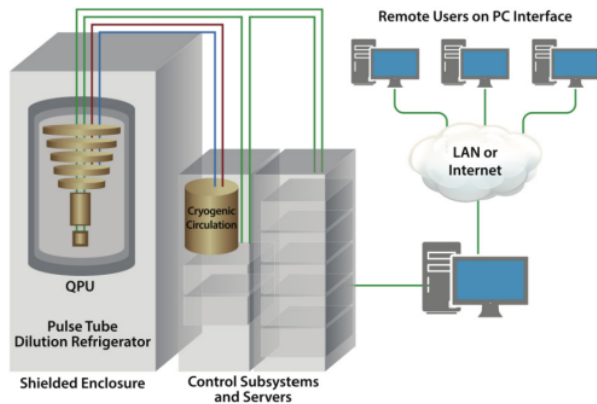 Remote Users on PC Interface
LAN or
Internet
Cryogenic
Circulation
QPU
Pulse Tube
Dilution Refrigerator
Shielded Enclosure
Control Subsystems
and Servers